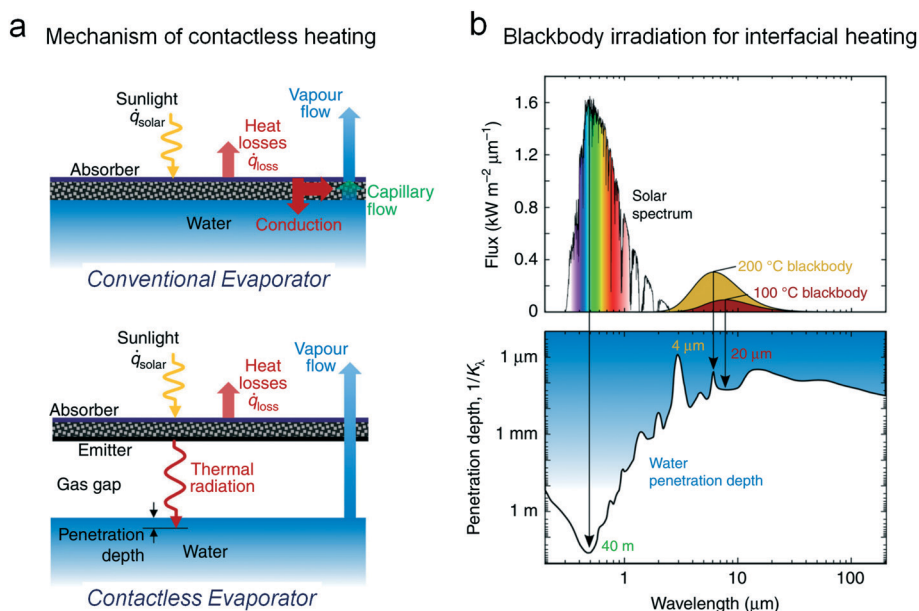 a Mechanism of contactless heating
Sunlight
q̇solar
Absorber
Heat
losses
q̇loss
Vapour
flow
Capillary
flow
Water
Conduction
Conventional Evaporator
Sunlight
q̇solar
Absorber
Heat
losses
q̇loss
Vapour
flow
Emitter
Gas gap
Thermal
radiation
Penetration
depth
Water
Contactless Evaporator
b Blackbody irradiation for interfacial heating
Flux (kW m⁻² μm⁻¹)
1.6
1.2
0.8
0.4
0
Solar
spectrum
200 °C blackbody
100 °C blackbody
Penetration depth, 1/Kλ
1 μm
1 mm
1 m
4 μm
20 μm
Water
penetration depth
40 m
1
10
100
Wavelength (μm)